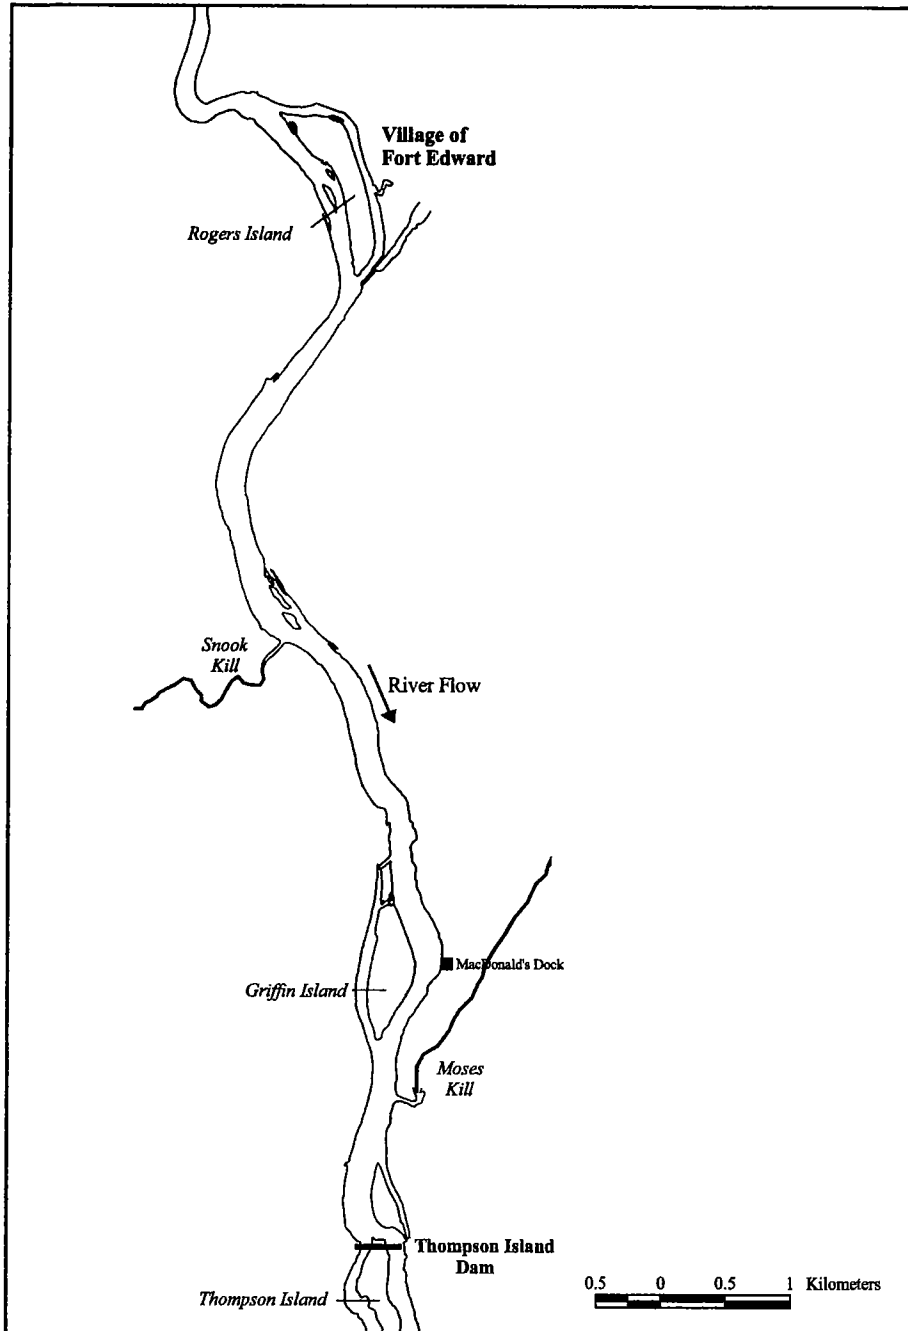 Village of
Fort Edward
Rogers Island
Snook
Kill
River Flow
MacDonald's Dock
Griffin Island
Moses
Kill
Thompson Island
Dam
0.5 0 0.5 1 Kilometers
Thompson Island